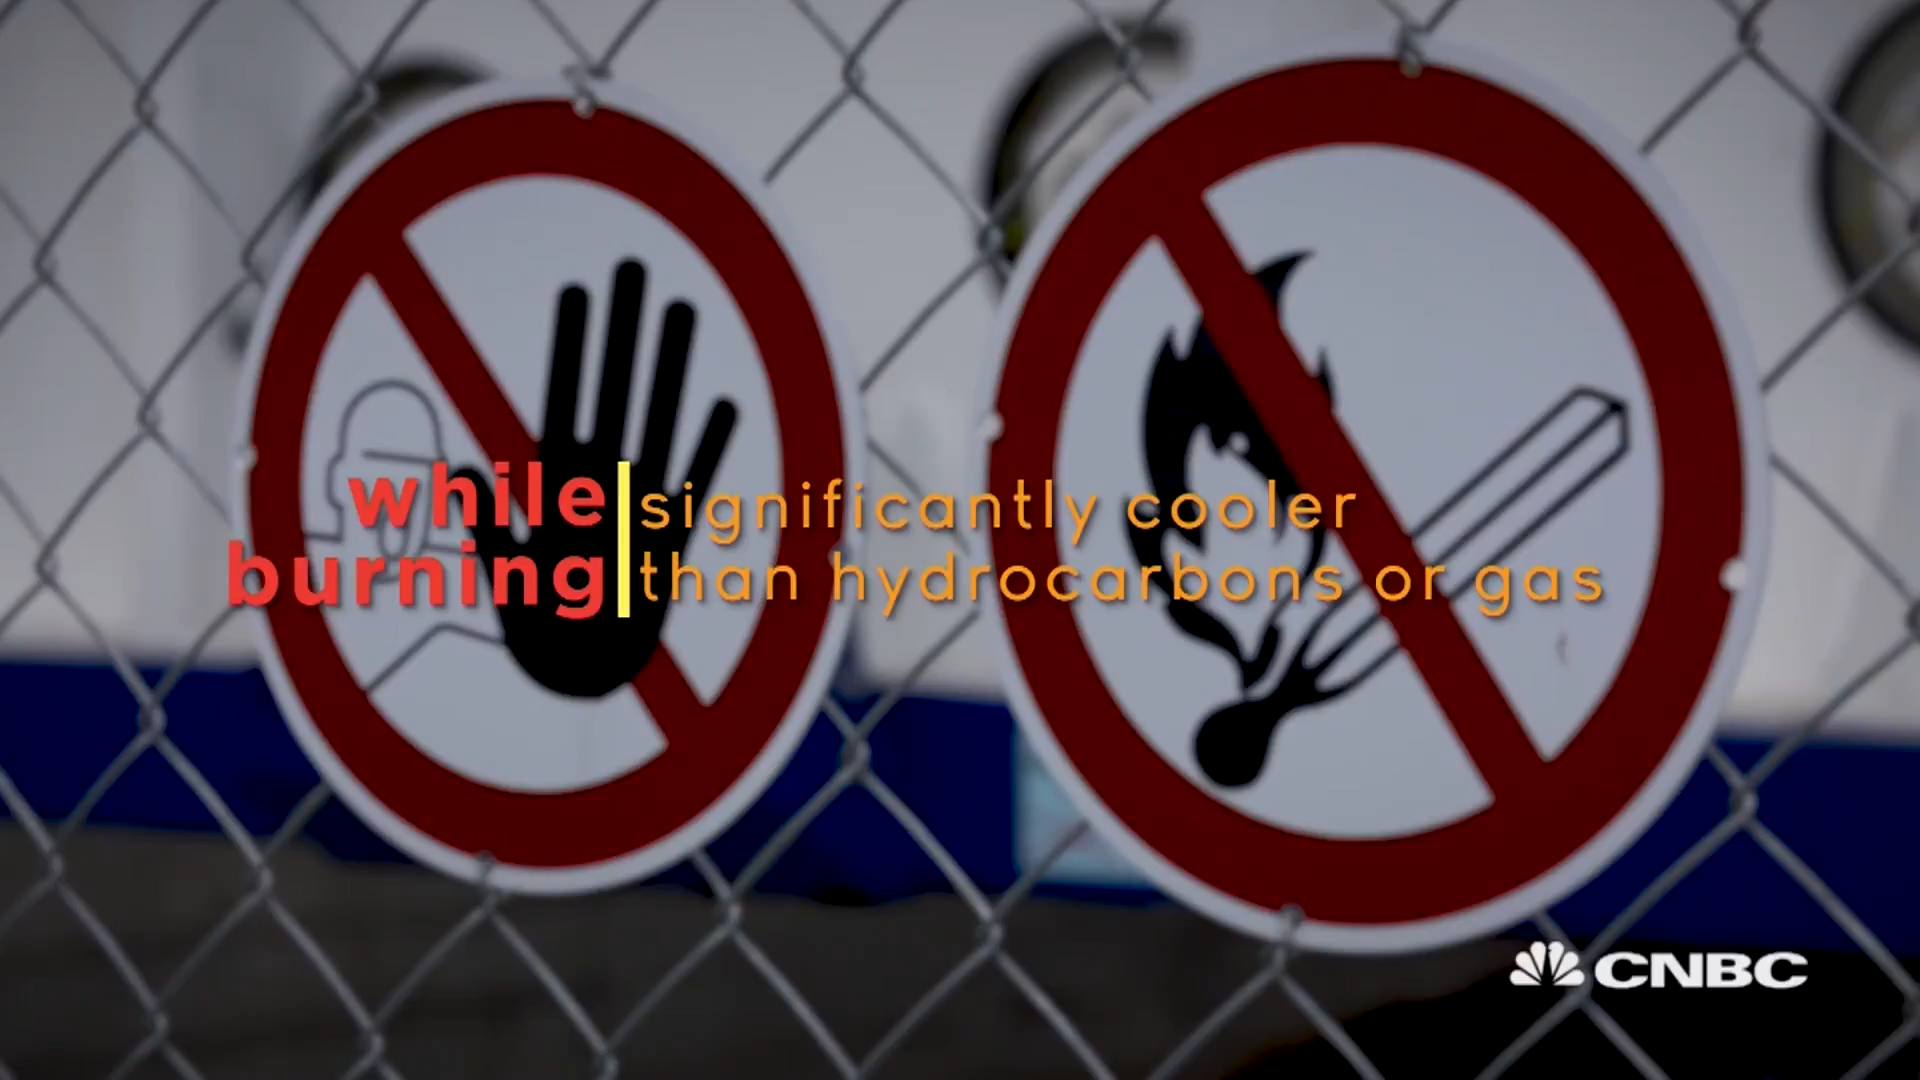 while
burning
significantly cooler
than hydrocarbons or gas
CNBC